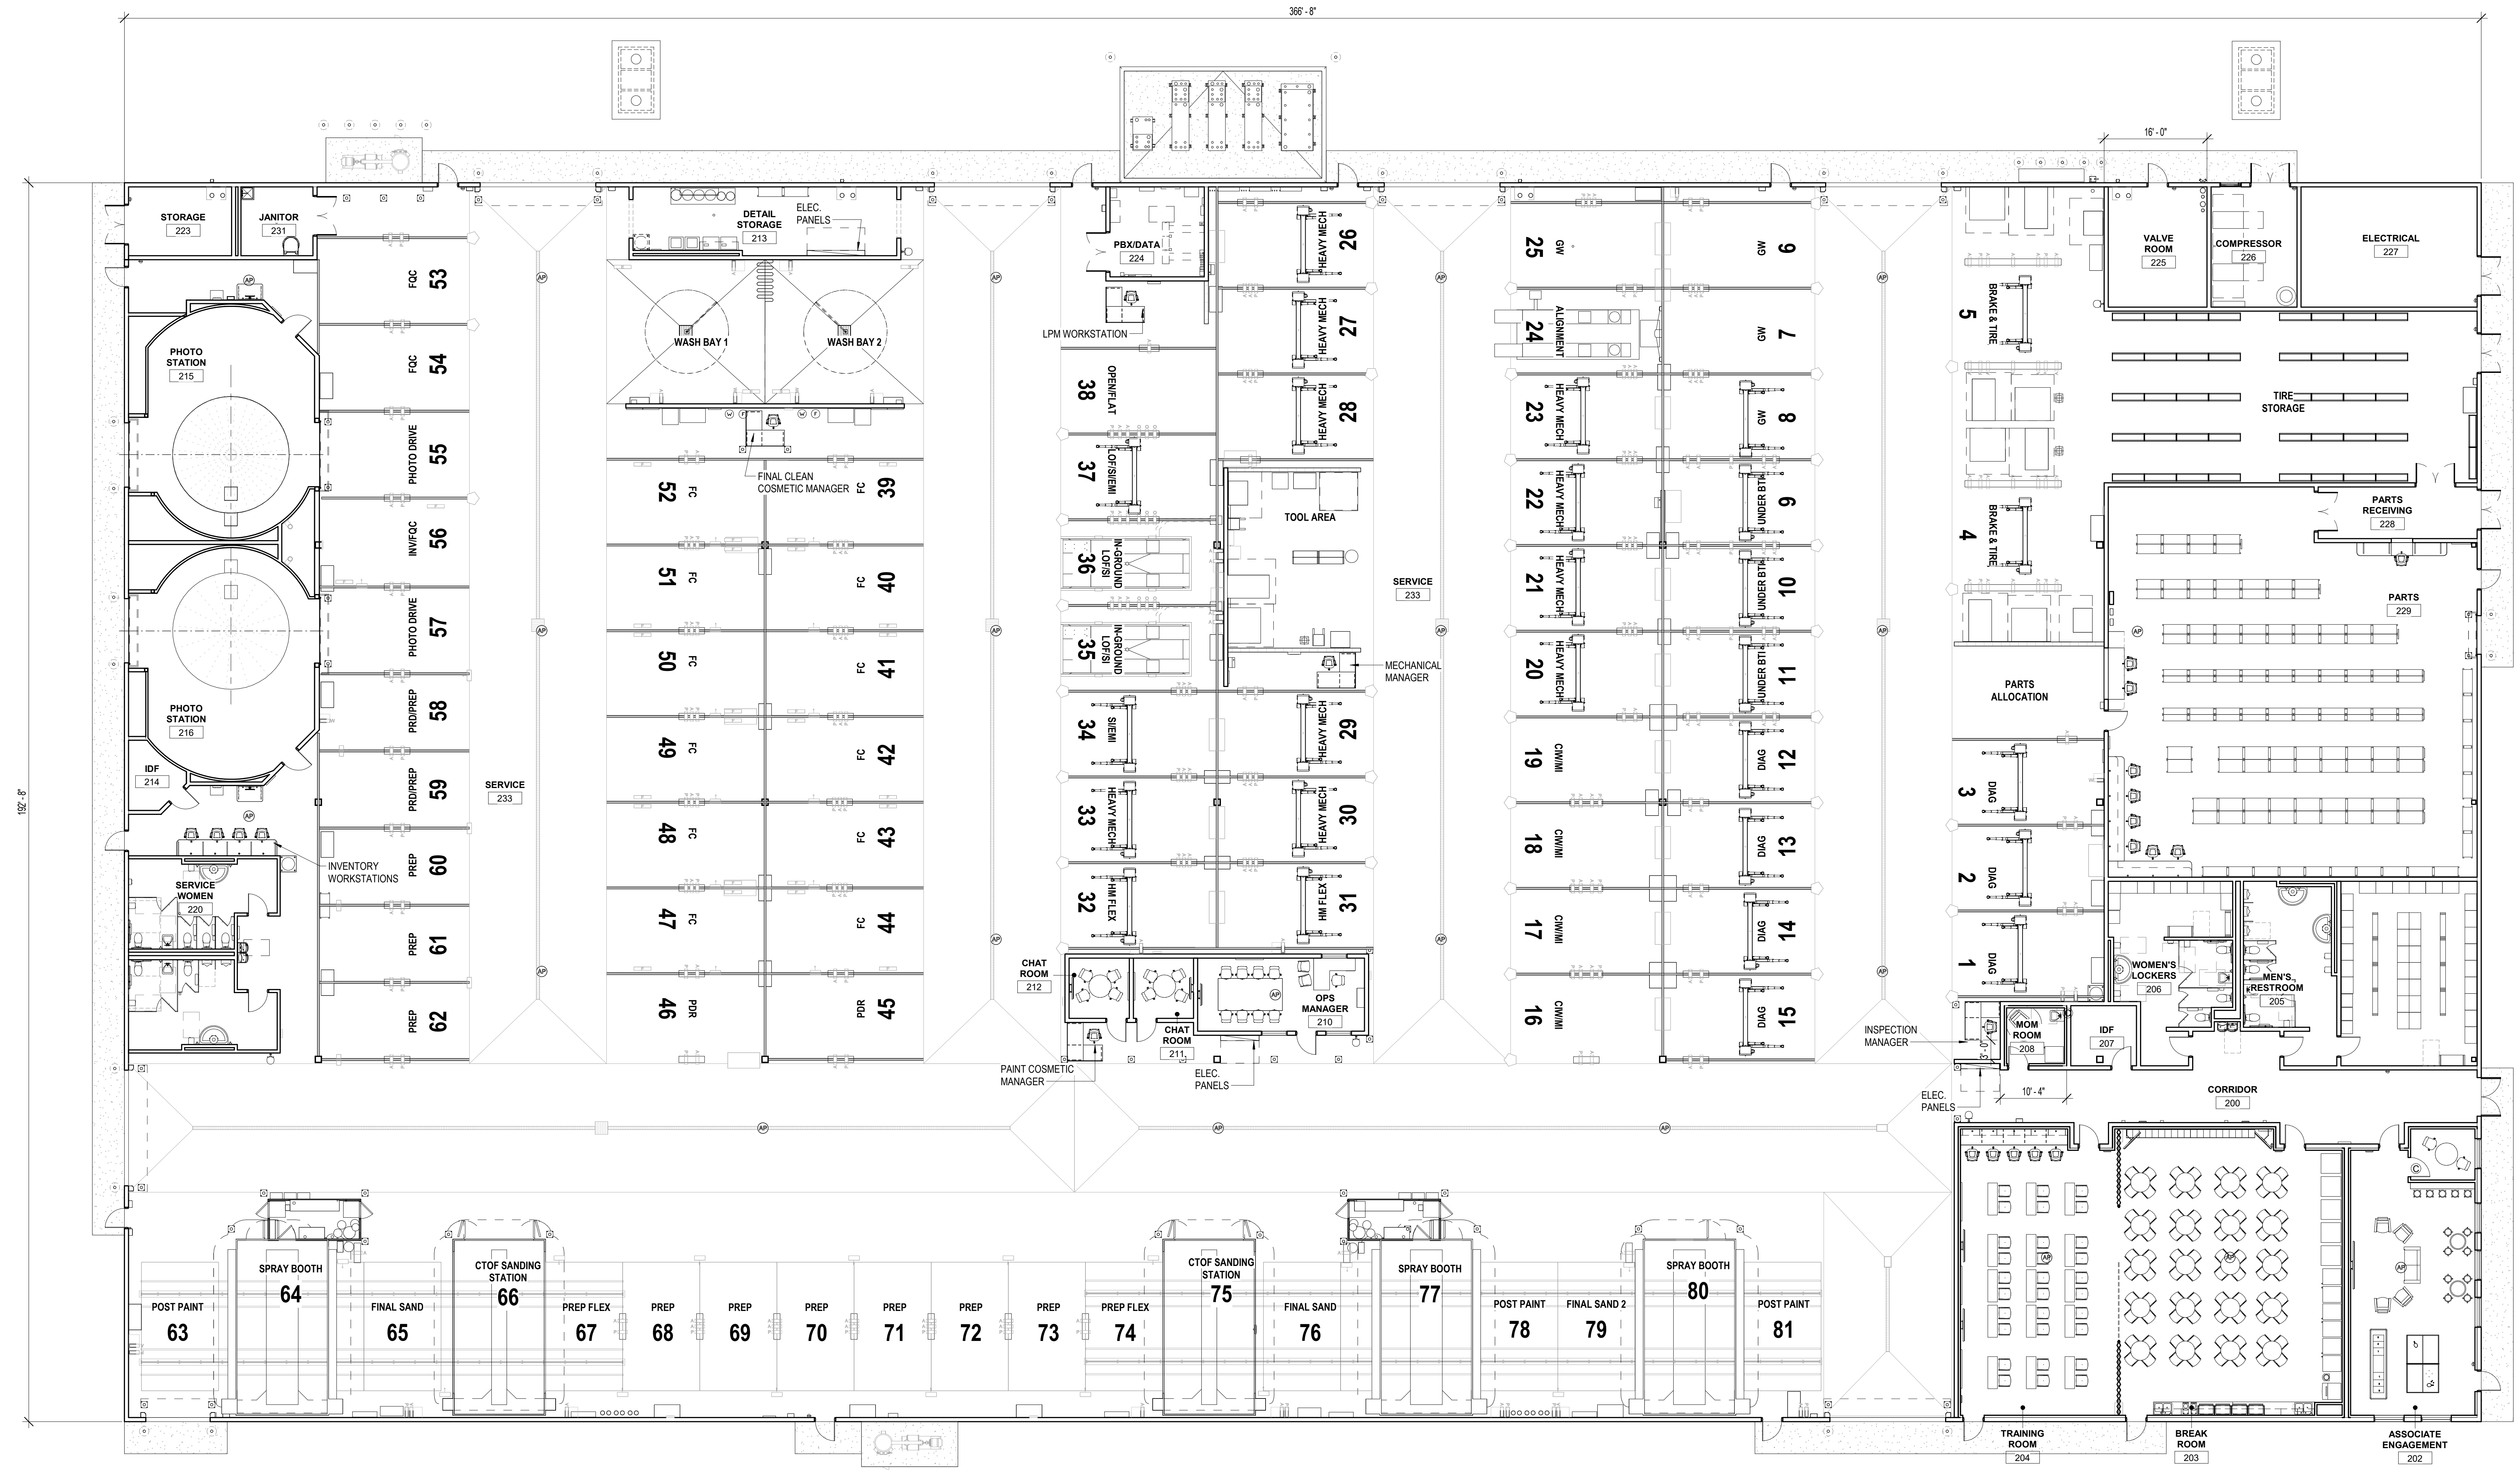 366' - 8"
16' - 0"
192' - 8"
STORAGE
223
JANITOR
231
DETAIL
STORAGE
213
ELEC.
PANELS
PBX/DATA
224
LPM WORKSTATION
VALVE
ROOM
225
COMPRESSOR
226
ELECTRICAL
227
PHOTO
STATION
215
PHOTO
STATION
216
IDF
214
INVENTORY
WORKSTATIONS
SERVICE
WOMEN
220
FQC
53
FQC
54
PHOTO DRIVE
55
INV/FQC
56
PHOTO DRIVE
57
PRD/PREP
58
PRD/PREP
59
PREP
60
PREP
61
PREP
62
SERVICE
233
WASH BAY 1
WASH BAY 2
FINAL CLEAN
COSMETIC MANAGER
52
FC
FC
39
51
FC
FC
40
50
FC
FC
41
49
FC
FC
42
48
FC
FC
43
47
FC
FC
44
46
PDR
PDR
45
38
OPEN/FLAT
37
LOF/SI/EMI
36
IN-GROUND
LOF/SI
35
IN-GROUND
LOF/SI
34
SI/EMI
33
HEAVY MECH
32
HM FLEX
HEAVY MECH
26
HEAVY MECH
27
HEAVY MECH
28
TOOL AREA
MECHANICAL
MANAGER
HEAVY MECH
29
HEAVY MECH
30
HM FLEX
31
CHAT
ROOM
212
CHAT
ROOM
211
OPS
MANAGER
210
PAINT COSMETIC
MANAGER
ELEC.
PANELS
SERVICE
233
25
GW
GW
6
24
ALIGNMENT
GW
7
23
HEAVY MECH
GW
8
22
HEAVY MECH
UNDER BTI
9
21
HEAVY MECH
UNDER BTI
10
20
HEAVY MECH
UNDER BTI
11
19
CIW/MI
DIAG
12
18
CIW/MI
DIAG
13
17
CIW/MI
DIAG
14
16
CIW/MI
DIAG
15
5
BRAKE & TIRE
4
BRAKE & TIRE
TIRE
STORAGE
PARTS
RECEIVING
228
PARTS
229
PARTS
ALLOCATION
3
DIAG
2
DIAG
1
DIAG
WOMEN'S
LOCKERS
206
MEN'S
RESTROOM
205
INSPECTION
MANAGER
3' - 0"
MOM
ROOM
208
IDF
207
10' - 4"
ELEC.
PANELS
CORRIDOR
200
POST PAINT
63
SPRAY BOOTH
64
FINAL SAND
65
CTOF SANDING
STATION
66
PREP FLEX
67
PREP
68
PREP
69
PREP
70
PREP
71
PREP
72
PREP
73
PREP FLEX
74
CTOF SANDING
STATION
75
FINAL SAND
76
SPRAY BOOTH
77
POST PAINT
78
FINAL SAND 2
79
SPRAY BOOTH
80
POST PAINT
81
TRAINING
ROOM
204
BREAK
ROOM
203
ASSOCIATE
ENGAGEMENT
202